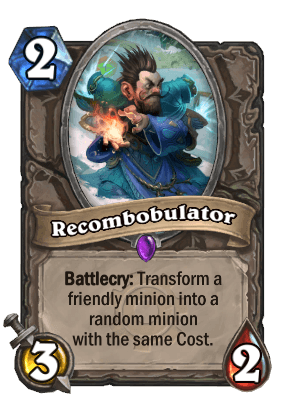 2
Recombobulator
Battlecry: Transform a
friendly minion into a
random minion
with the same Cost.
3
2